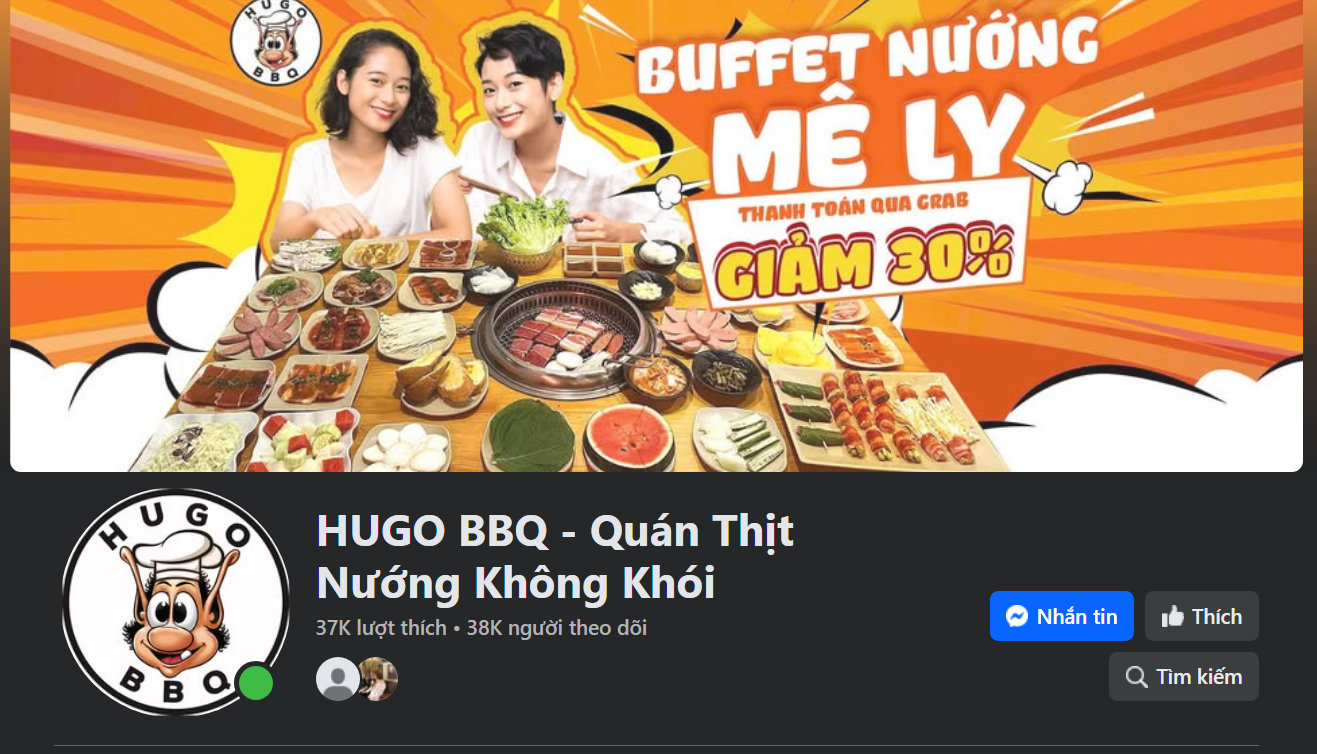 HUGO
BBQ
BUFFET NƯỚNG
MÊ LY
THANH TOÁN QUA GRAB
GIẢM 30%
HUGO
BBQ
HUGO BBQ - Quán Thịt
Nướng Không Khói
37K lượt thích • 38K người theo dõi
Nhắn tin
Thích
Tìm kiếm